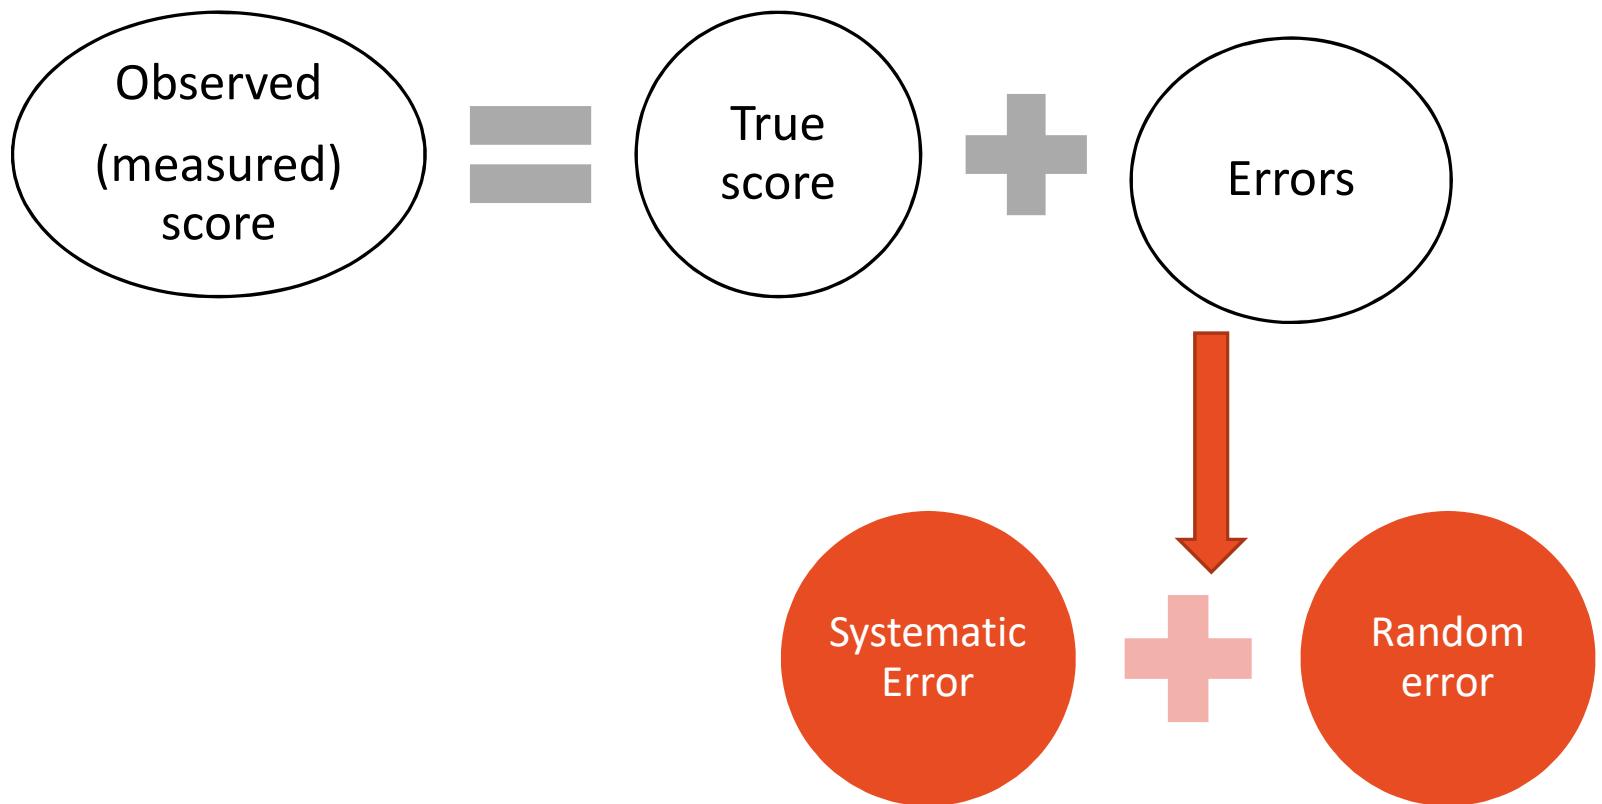 Observed
(measured)
score
True
score
Errors
Systematic
Error
Random
error